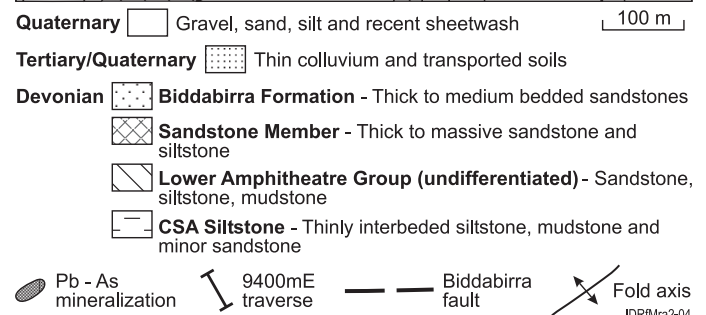 Quaternary Gravel, sand, silt and recent sheetwash 100 m
Tertiary/Quaternary Thin colluvium and transported soils
Devonian Biddabirra Formation - Thick to medium bedded sandstones
Sandstone Member - Thick to massive sandstone and
siltstone
Lower Amphitheatre Group (undifferentiated) - Sandstone,
siltstone, mudstone
CSA Siltstone - Thinly interbeded siltstone, mudstone and
minor sandstone
Pb - As
mineralization
9400mE
traverse
Biddabirra
fault
Fold axis
IDRfMra2-04